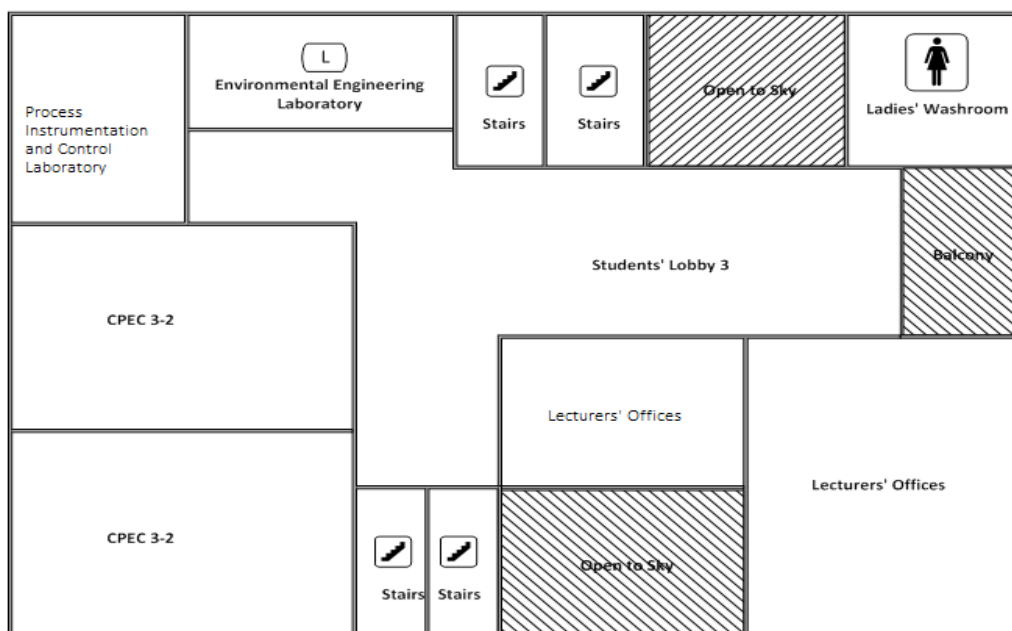 Process
Instrumentation
and Control
Laboratory
L
Environmental Engineering
Laboratory
Stairs
Stairs
Open to Sky
Ladies' Washroom
Students' Lobby 3
Balcony
CPEC 3-2
Lecturers' Offices
Lecturers' Offices
CPEC 3-2
Stairs
Stairs
Open to Sky